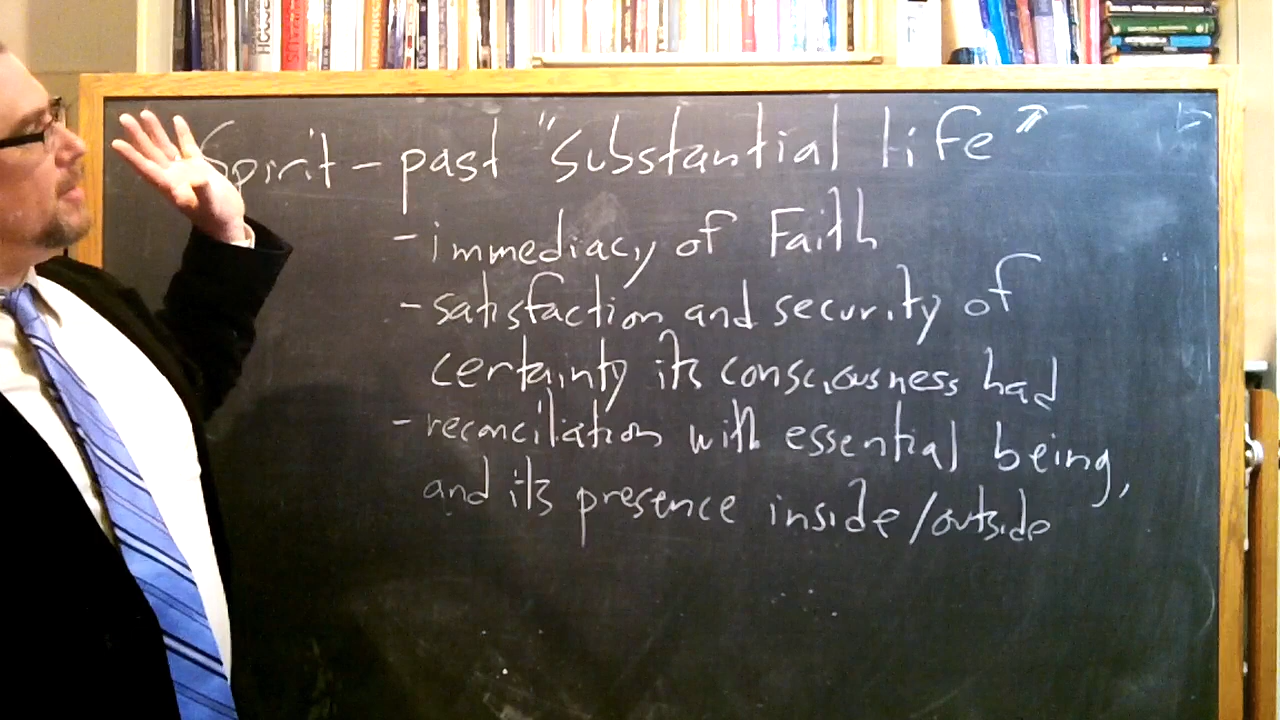 Spirit - past "substantial life"
- immediacy of Faith
- satisfaction and security of
certainty its consciousness had
- reconciliation with essential being,
and its presence inside/outside